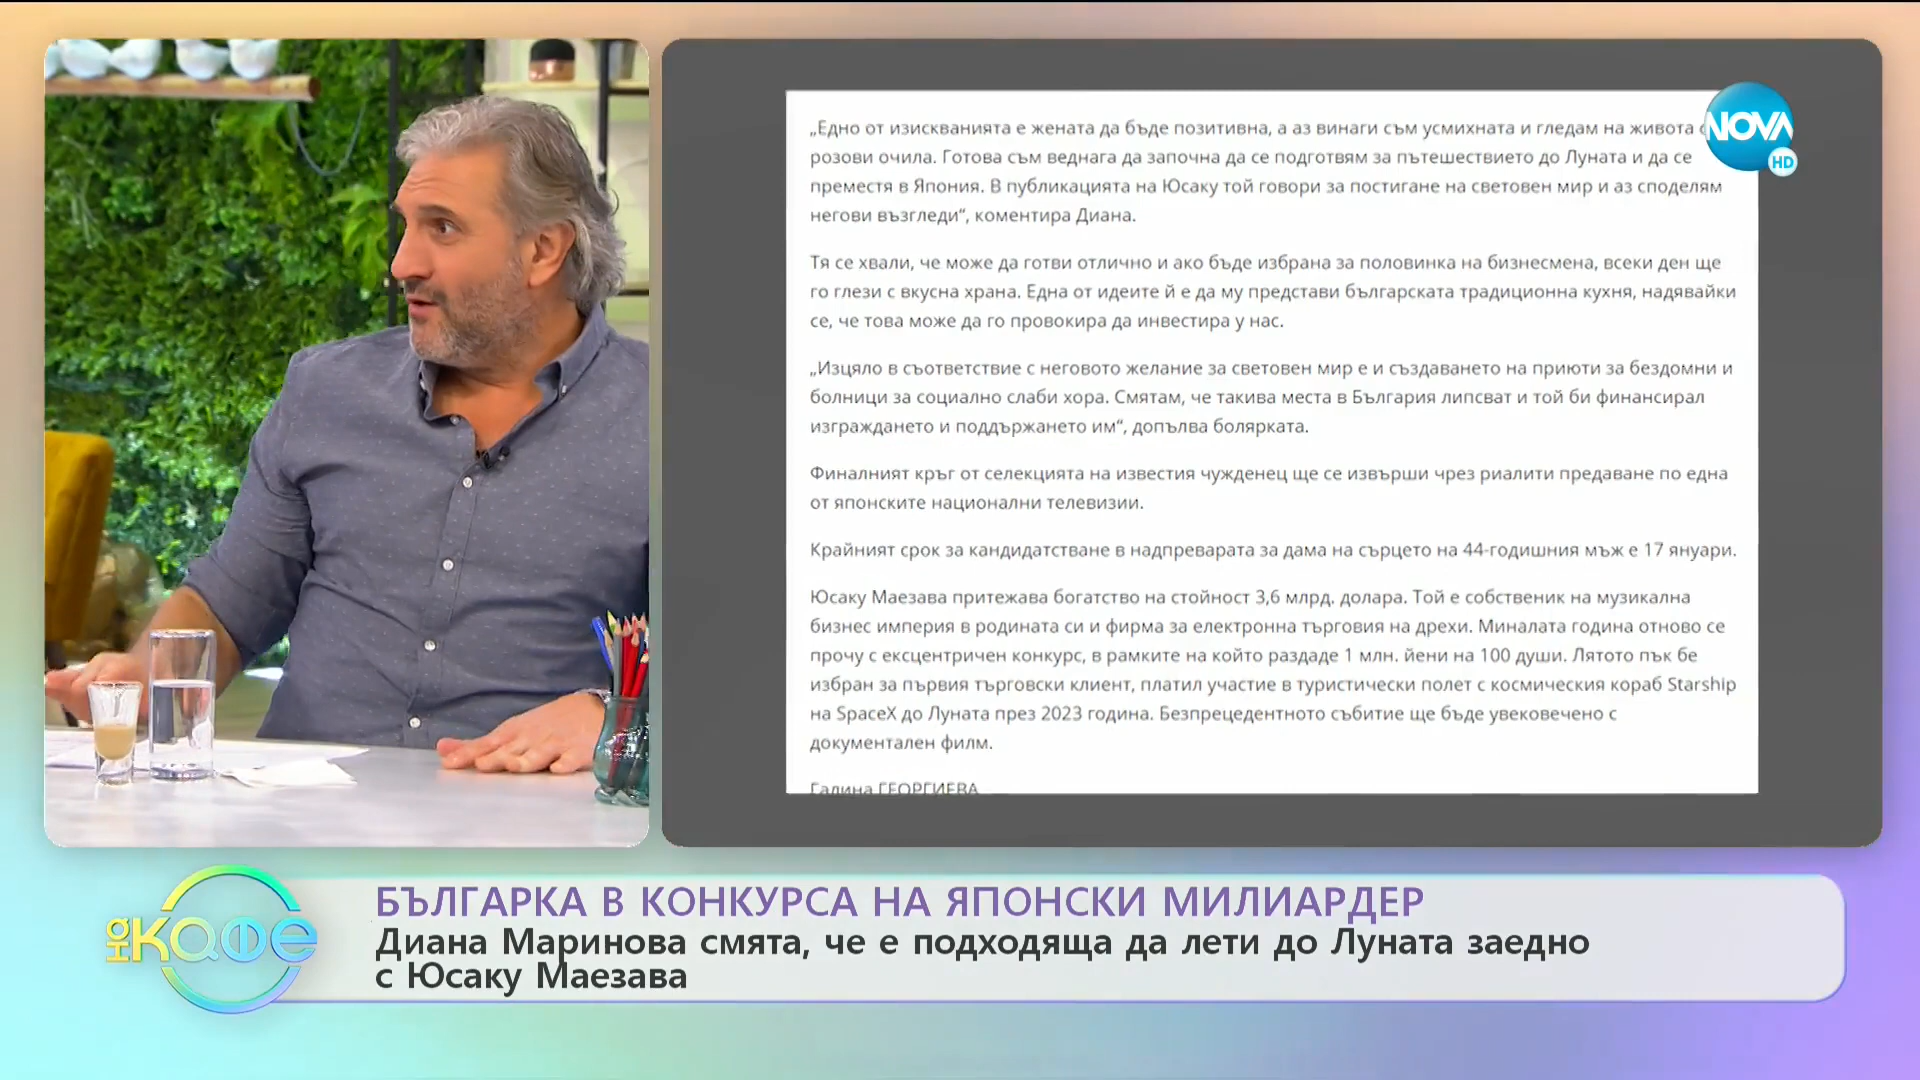 „Едно от изискванията е жената да бъде позитивна, а аз винаги съм усмихната и гледам на живота
розови очила. Готова съм веднага да започна да се подготвям за пътешествието до Луната и да се
преместя в Япония. В публикацията на Юсаку той говори за постигане на световен мир и аз споделям
негови възгледи“, коментира Диана.
Тя се хвали, че може да готви отлично и ако бъде избрана за половинка на бизнесмена, всеки ден ще
го глези с вкусна храна. Една от идеите ѝ е да му представи българската традиционна кухня, надявайки
се, че това може да го провокира да инвестира у нас.
„Изцяло в съответствие с неговото желание за световен мир е и създаването на приюти за бездомни и
болници за социално слаби хора. Смятам, че такива места в България липсват и той би финансирал
изграждането и поддържането им“, допълва болярката.
Финалният кръг от селекцията на известия чужденец ще се извърши чрез риалити предаване по една
от японските национални телевизии.
Крайният срок за кандидатстване в надпреварата за дама на сърцето на 44-годишния мъж е 17 януари.
Юсаку Маезава притежава богатство на стойност 3,6 млрд. долара. Той е собственик на музикална
бизнес империя в родината си и фирма за електронна търговия на дрехи. Миналата година отново се
прочу с ексцентричен конкурс, в рамките на който раздаде 1 млн. йени на 100 души. Лятото пък бе
избран за първия търговски клиент, платил участие в туристически полет с космическия кораб Starship
на SpaceX до Луната през 2023 година. Безпрецедентното събитие ще бъде увековечено с
документален филм.
Галина ГЕОРГИЕВА
NOVA
HD
на кафе
БЪЛГАРКА В КОНКУРСА НА ЯПОНСКИ МИЛИАРДЕР
Диана Маринова смята, че е подходяща да лети до Луната заедно
с Юсаку Маезава